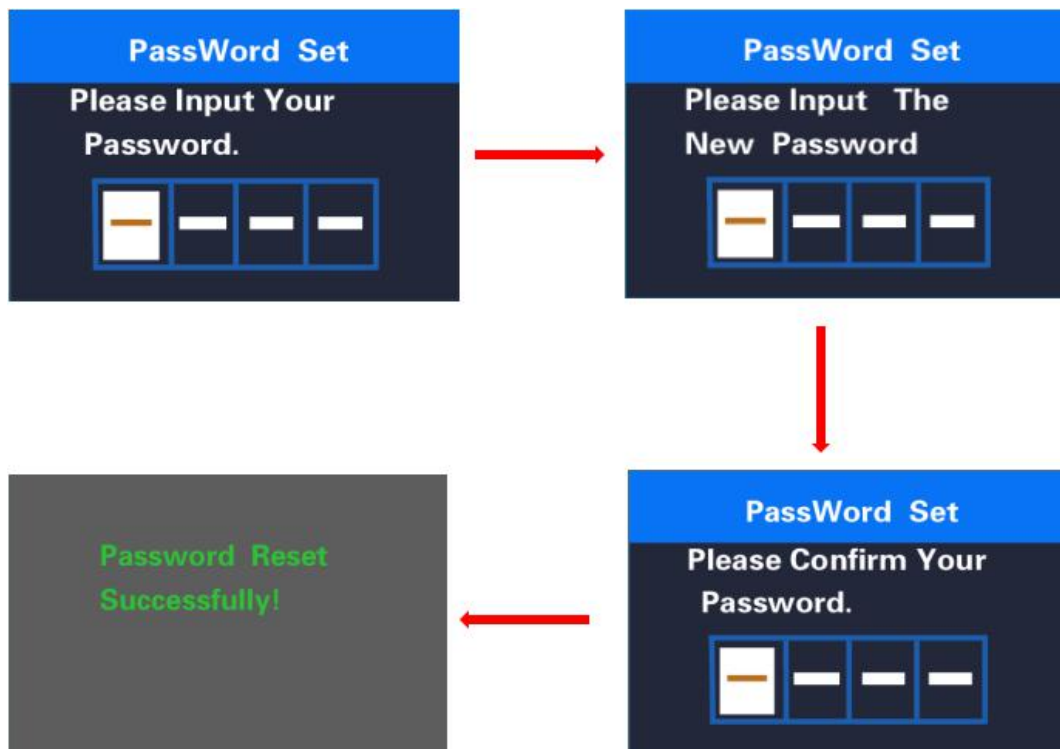 PassWord Set
Please Input Your
Password.
PassWord Set
Please Input The
New Password
PassWord Set
Please Confirm Your
Password.
Password Reset
Successfully!